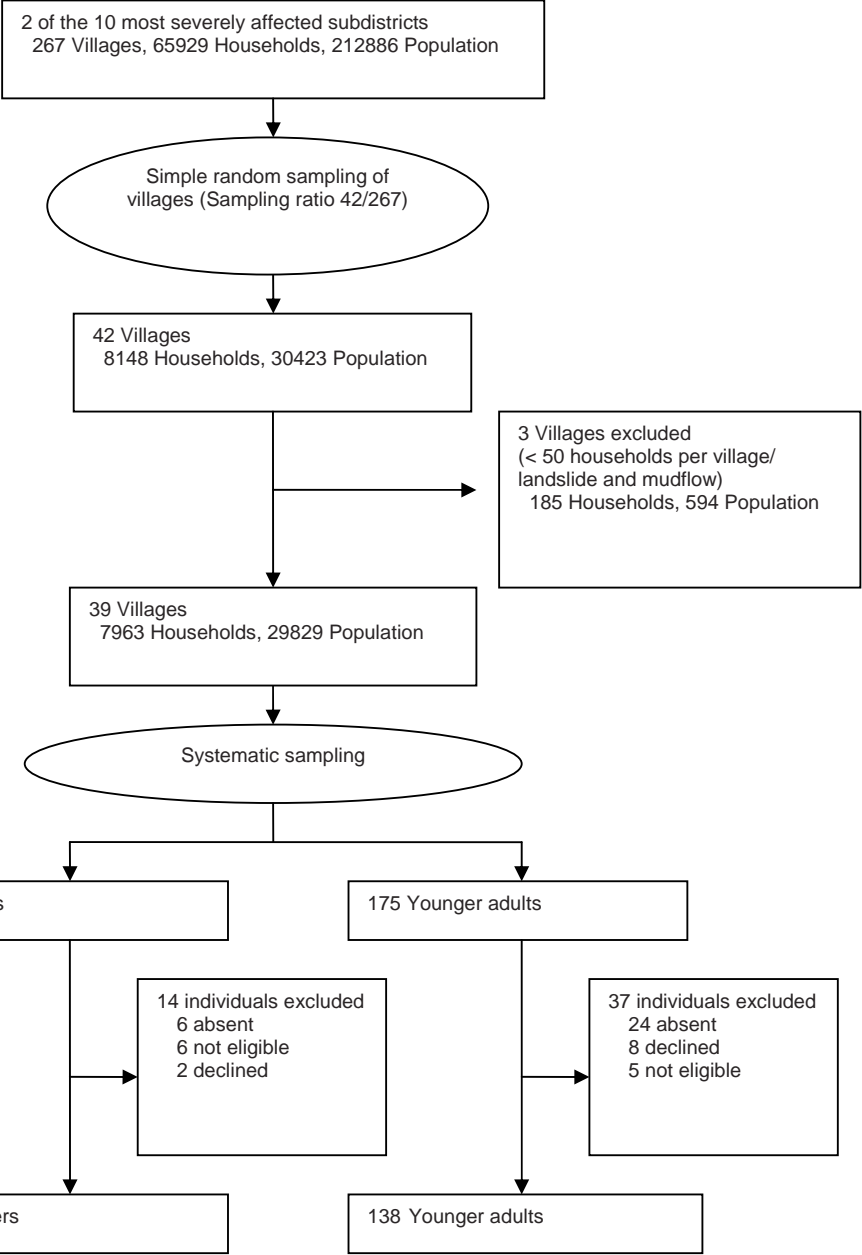 2 of the 10 most severely affected subdistricts
267 Villages, 65929 Households, 212886 Population
Simple random sampling of
villages (Sampling ratio 42/267)
42 Villages
8148 Households, 30423 Population
3 Villages excluded
(< 50 households per village/
landslide and mudflow)
185 Households, 594 Population
39 Villages
7963 Households, 29829 Population
Systematic sampling
175 Younger adults
14 individuals excluded
6 absent
6 not eligible
2 declined
37 individuals excluded
24 absent
8 declined
5 not eligible
138 Younger adults